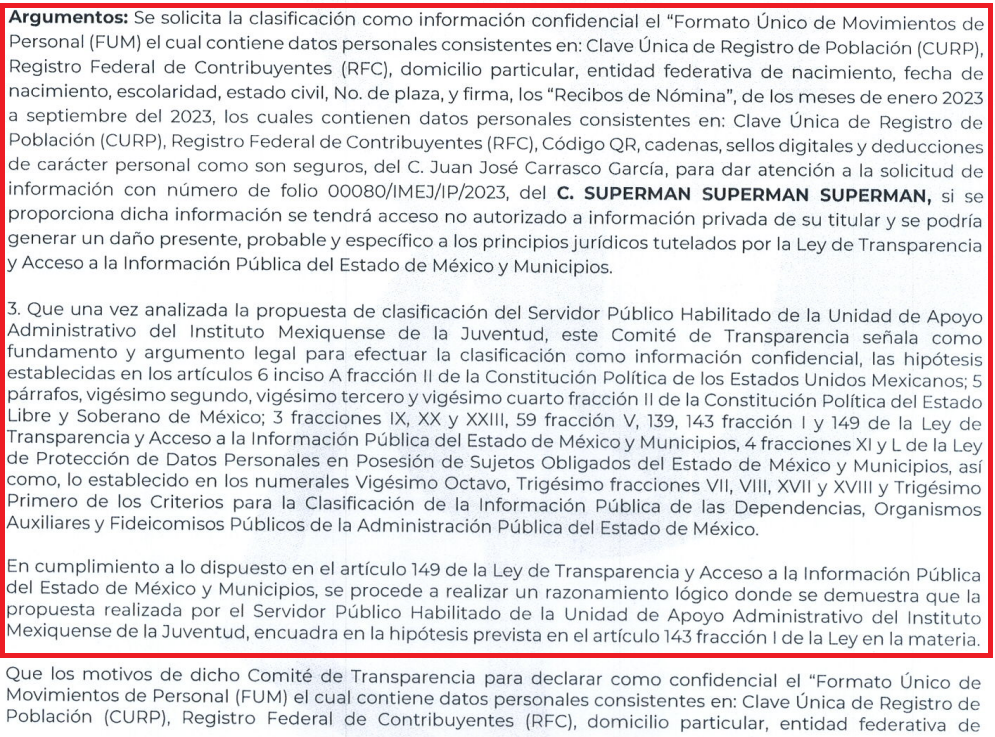 Argumentos: Se solicita la clasificación como información confidencial el “Formato Único de Movimientos de
Personal (FUM) el cual contiene datos personales consistentes en: Clave Única de Registro de Población (CURP),
Registro Federal de Contribuyentes (RFC), domicilio particular, entidad federativa de nacimiento, fecha de
nacimiento, escolaridad, estado civil, No. de plaza, y firma, los “Recibos de Nómina”, de los meses de enero 2023
a septiembre del 2023, los cuales contienen datos personales consistentes en: Clave Única de Registro de
Población (CURP), Registro Federal de Contribuyentes (RFC), Código QR, cadenas, sellos digitales y deducciones
de carácter personal como son seguros, del C. Juan José Carrasco García, para dar atención a la solicitud de
información con número de folio 00080/IMEJ/IP/2023, del C. SUPERMAN SUPERMAN SUPERMAN, si se
proporciona dicha información se tendrá acceso no autorizado a información privada de su titular y se podría
generar un daño presente, probable y específico a los principios jurídicos tutelados por la Ley de Transparencia
y Acceso a la Información Pública del Estado de México y Municipios.
3. Que una vez analizada la propuesta de clasificación del Servidor Público Habilitado de la Unidad de Apoyo
Administrativo del Instituto Mexiquense de la Juventud, este Comité de Transparencia señala como
fundamento y argumento legal para efectuar la clasificación como información confidencial, las hipótesis
establecidas en los artículos 6 inciso A fracción II de la Constitución Política de los Estados Unidos Mexicanos; 5
párrafos, vigésimo segundo, vigésimo tercero y vigésimo cuarto fracción II de la Constitución Política del Estado
Libre y Soberano de México; 3 fracciones IX, XX y XXIII, 59 fracción V, 139, 143 fracción I y 149 de la Ley de
Transparencia y Acceso a la Información Pública del Estado de México y Municipios, 4 fracciones XI y L de la Ley
de Protección de Datos Personales en Posesión de Sujetos Obligados del Estado de México y Municipios, así
como, lo establecido en los numerales Vigésimo Octavo, Trigésimo fracciones VII, VIII, XVII y XVIII y Trigésimo
Primero de los Criterios para la Clasificación de la Información Pública de las Dependencias, Organismos
Auxiliares y Fideicomisos Públicos de la Administración Pública del Estado de México.
En cumplimiento a lo dispuesto en el artículo 149 de la Ley de Transparencia y Acceso a la Información Pública
del Estado de México y Municipios, se procede a realizar un razonamiento lógico donde se demuestra que la
propuesta realizada por el Servidor Público Habilitado de la Unidad de Apoyo Administrativo del Instituto
Mexiquense de la Juventud, encuadra en la hipótesis prevista en el artículo 143 fracción I de la Ley en la materia.
Que los motivos de dicho Comité de Transparencia para declarar como confidencial el “Formato Único de
Movimientos de Personal (FUM) el cual contiene datos personales consistentes en: Clave Única de Registro de
Población (CURP), Registro Federal de Contribuyentes (RFC), domicilio particular, entidad federativa de